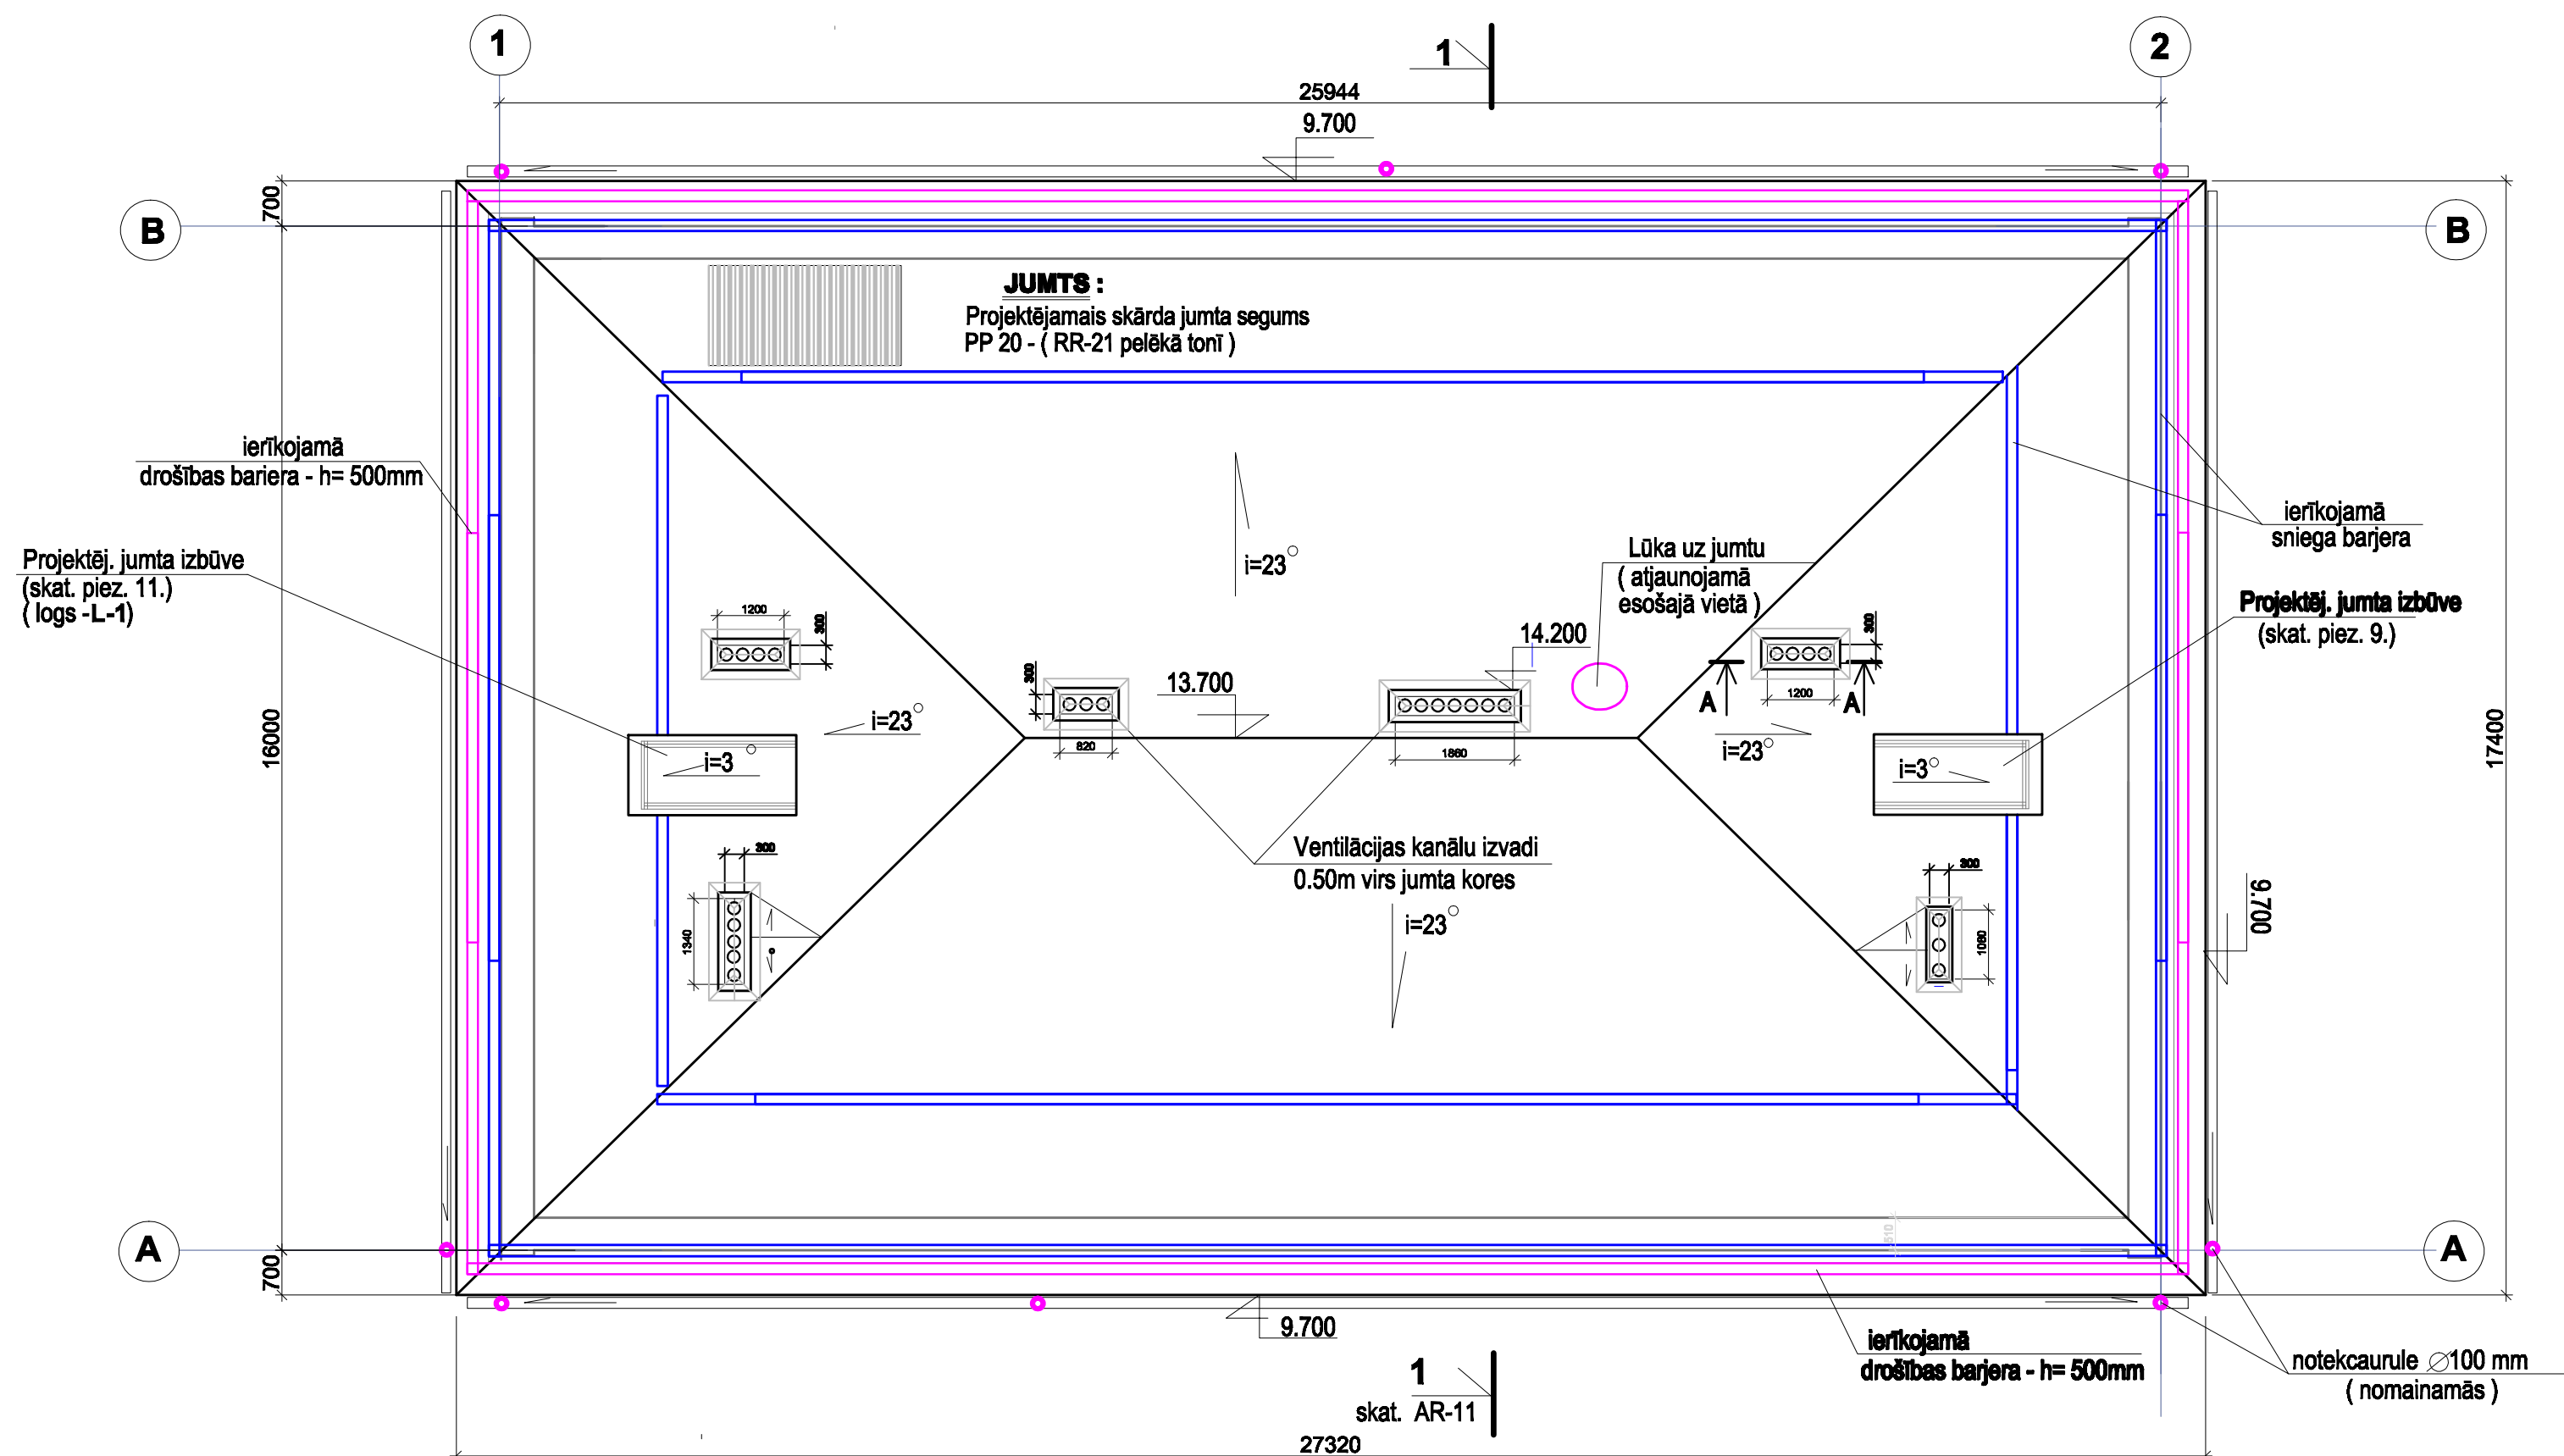 1
1
2
25944
9.700
700
B
B
JUMTS :
Projektējamais skārda jumta segums
PP 20 - ( RR-21 pelēkā tonī )
ierīkojamā
drošības bariera - h= 500mm
ierīkojamā
sniega barjera
Projektēj. jumta izbūve
(skat. piez. 11.)
( logs -L-1)
i=23°
Lūka uz jumtu
( atjaunojamā
esošajā vietā )
Projektēj. jumta izbūve
(skat. piez. 9.)
1200
300
300
14.200
300
1200
A
A
13.700
i=23°
i=23°
820
1860
16000
17400
i=3°
i=3°
Ventilācijas kanālu izvadi
0.50m virs jumta kores
300
300
i=23°
1340
1080
9.700
510
A
A
700
9.700
ierīkojamā
drošības barjera - h= 500mm
notekcaurule ∅100 mm
( nomaināmās )
1
skat. AR-11
27320